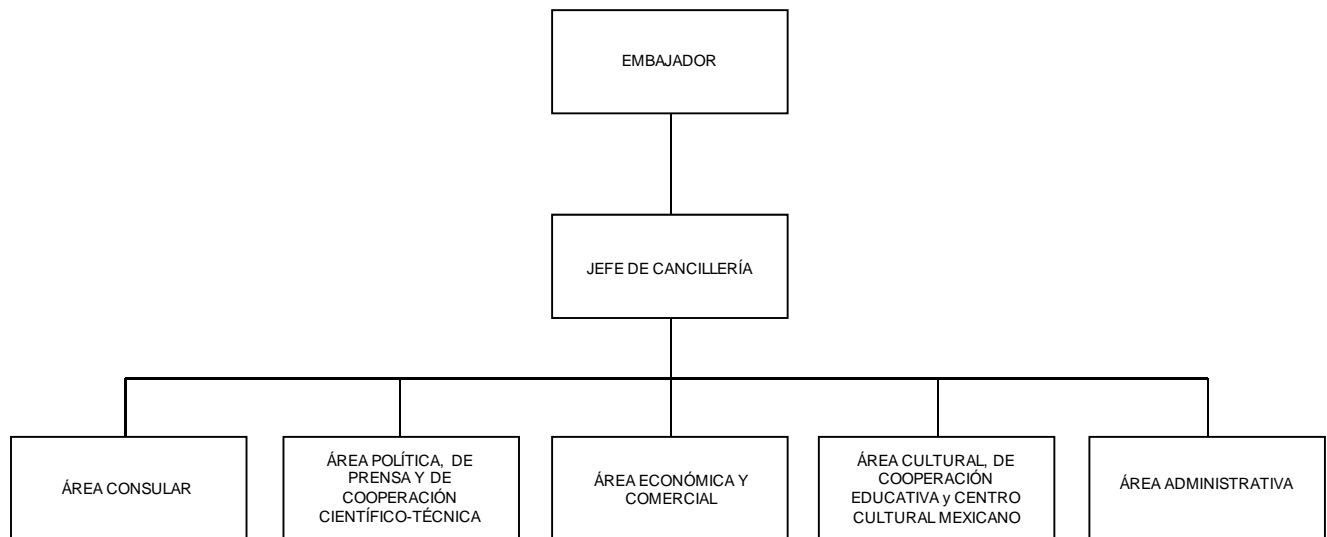 EMBAJADOR
JEFE DE CANCILLERÍA
ÁREA CONSULAR
ÁREA POLÍTICA, DE
PRENSA Y DE
COOPERACIÓN
CIENTÍFICO-TÉCNICA
ÁREA ECONÓMICA Y
COMERCIAL
ÁREA CULTURAL, DE
COOPERACIÓN
EDUCATIVA y CENTRO
CULTURAL MEXICANO
ÁREA ADMINISTRATIVA